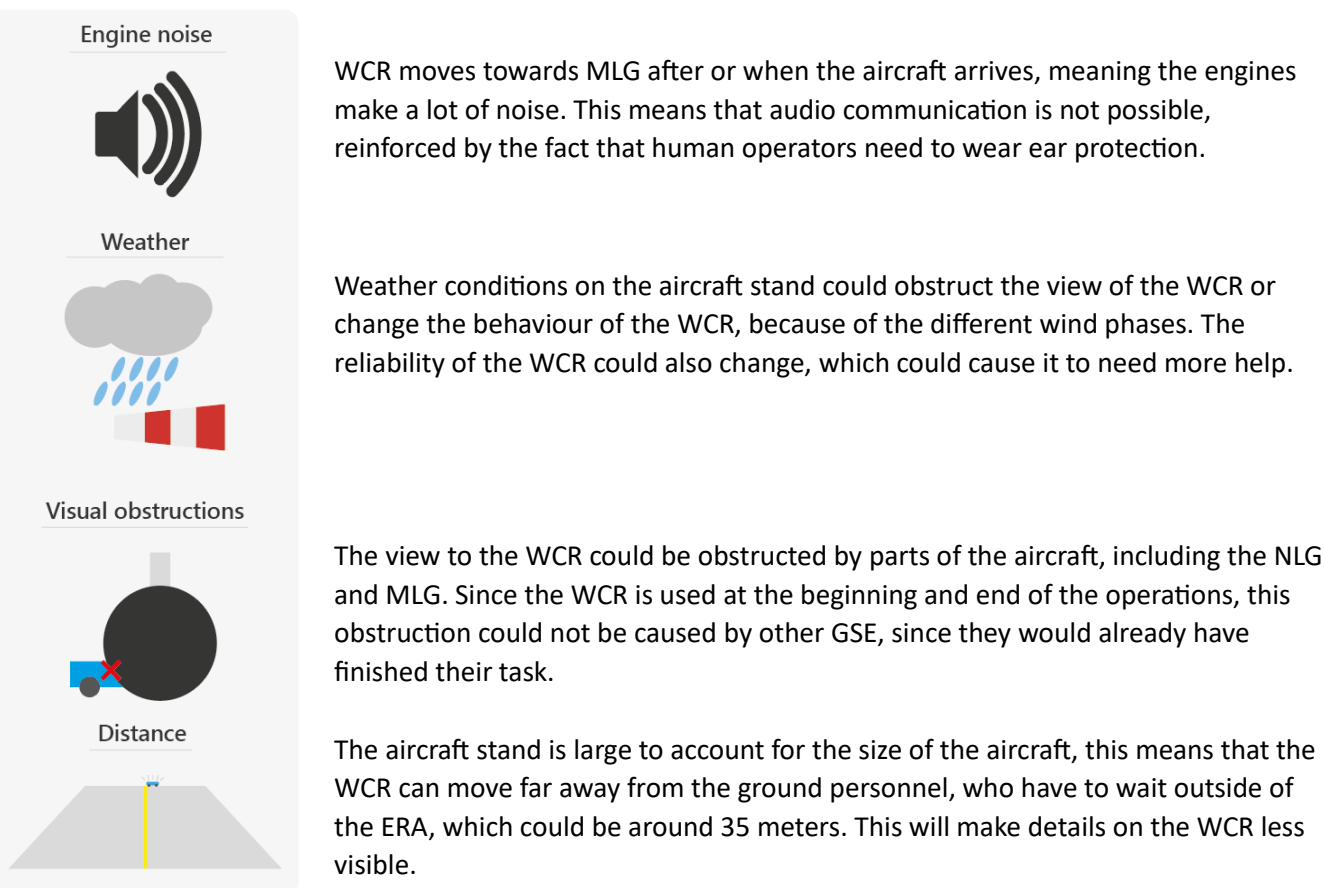 Engine noise
WCR moves towards MLG after or when the aircraft arrives, meaning the engines
make a lot of noise. This means that audio communication is not possible,
reinforced by the fact that human operators need to wear ear protection.
Weather
Weather conditions on the aircraft stand could obstruct the view of the WCR or
change the behaviour of the WCR, because of the different wind phases. The
reliability of the WCR could also change, which could cause it to need more help.
Visual obstructions
The view to the WCR could be obstructed by parts of the aircraft, including the NLG
and MLG. Since the WCR is used at the beginning and end of the operations, this
obstruction could not be caused by other GSE, since they would already have
finished their task.
Distance
The aircraft stand is large to account for the size of the aircraft, this means that the
WCR can move far away from the ground personnel, who have to wait outside of
the ERA, which could be around 35 meters. This will make details on the WCR less
visible.